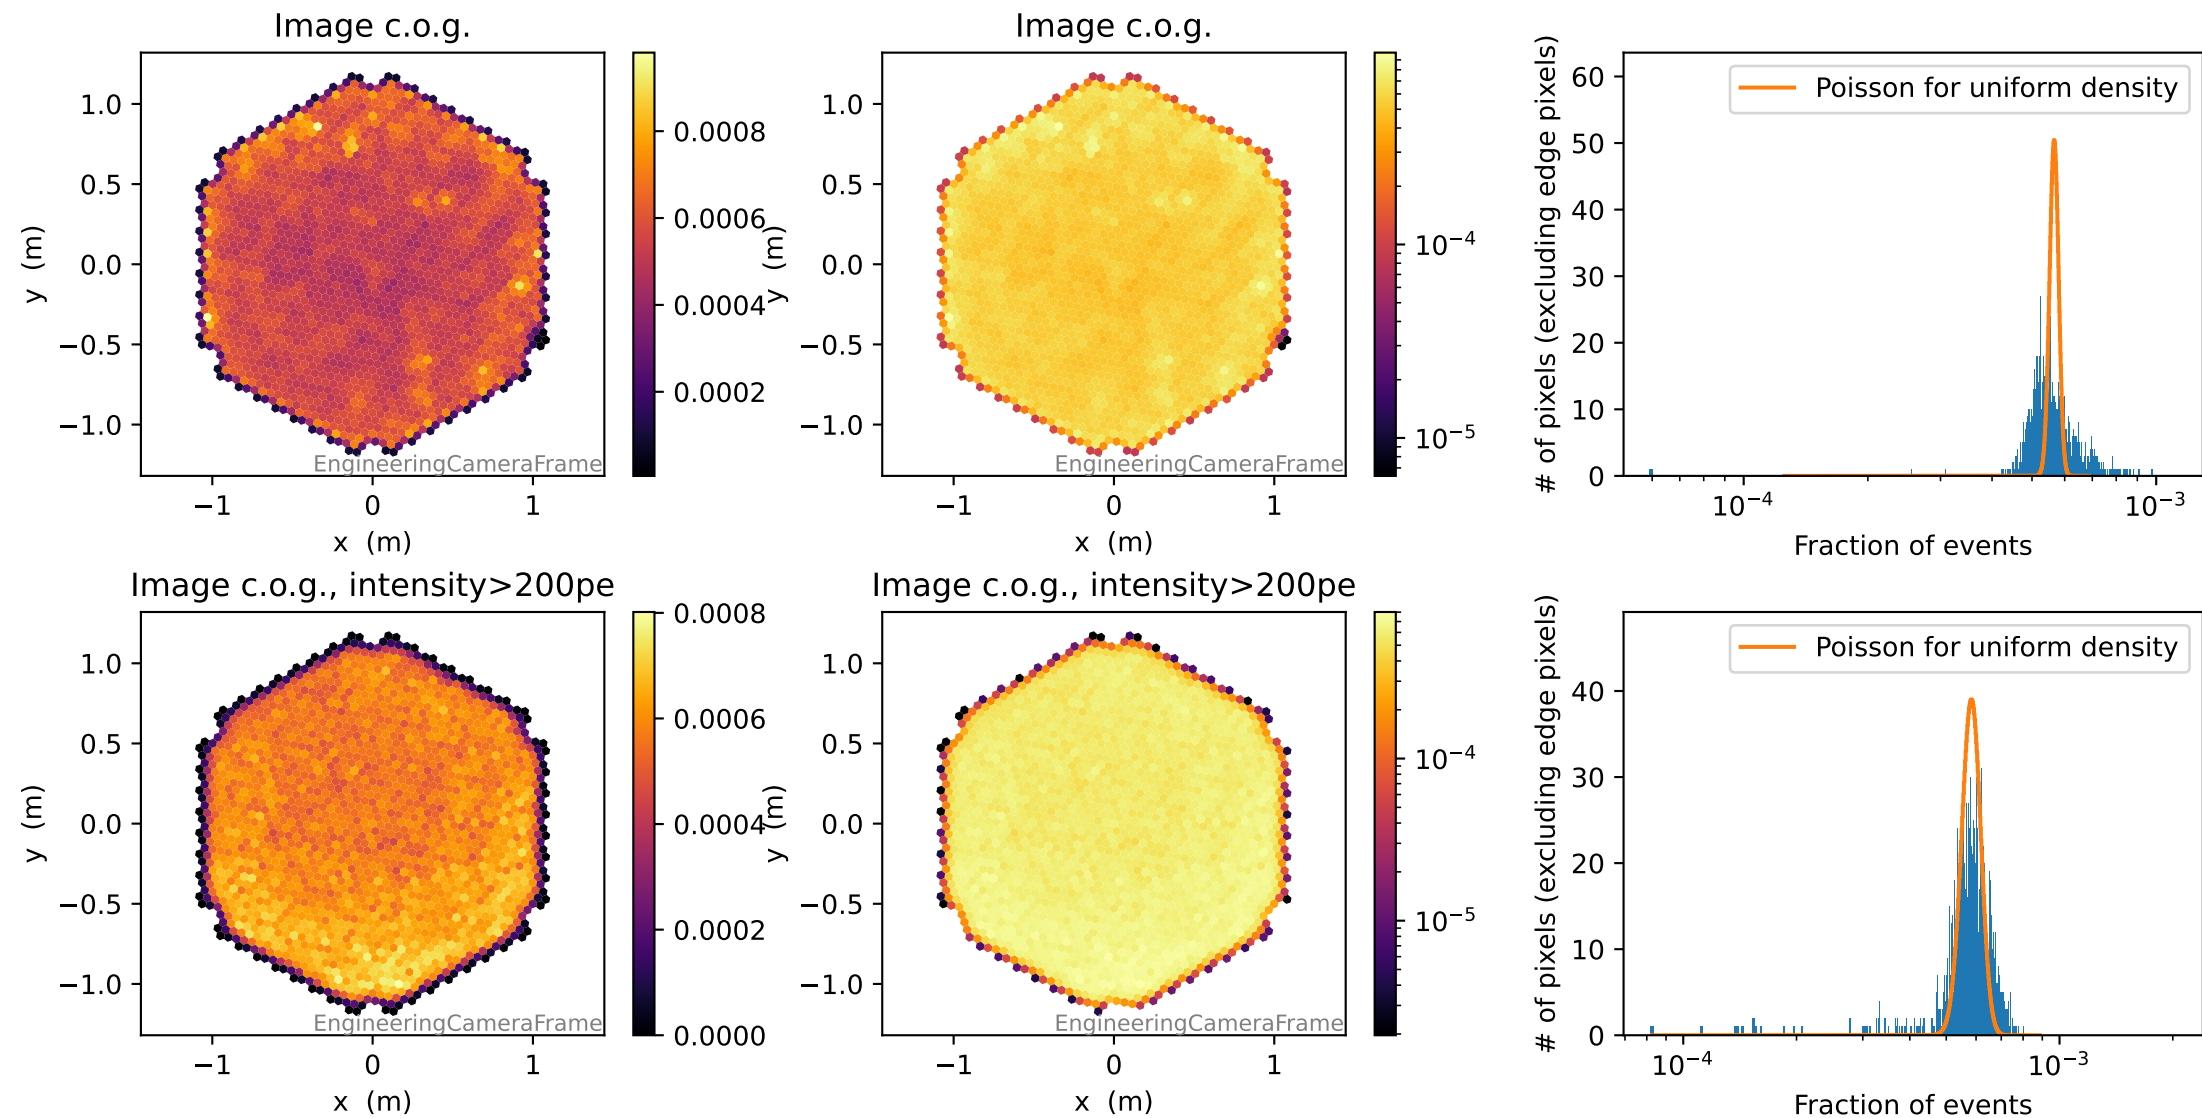 Image c.o.g.
1.0
0.5
0.0
−0.5
−1.0
y (m)
−1
0
1
x (m)
EngineeringCameraFrame
0.0008
0.0006
0.0004
0.0002
Image c.o.g.
1.0
0.5
0.0
−0.5
−1.0
y (m)
−1
0
1
x (m)
EngineeringCameraFrame
10−4
10−5
60
50
40
30
20
10
0
# of pixels (excluding edge pixels)
Poisson for uniform density
10−4
10−3
Fraction of events
Image c.o.g., intensity>200pe
1.0
0.5
0.0
−0.5
−1.0
y (m)
−1
0
1
x (m)
EngineeringCameraFrame
0.0008
0.0006
0.0004
0.0002
0.0000
Image c.o.g., intensity>200pe
1.0
0.5
0.0
−0.5
−1.0
y (m)
−1
0
1
x (m)
EngineeringCameraFrame
10−4
10−5
40
30
20
10
0
# of pixels (excluding edge pixels)
Poisson for uniform density
10−4
10−3
Fraction of events